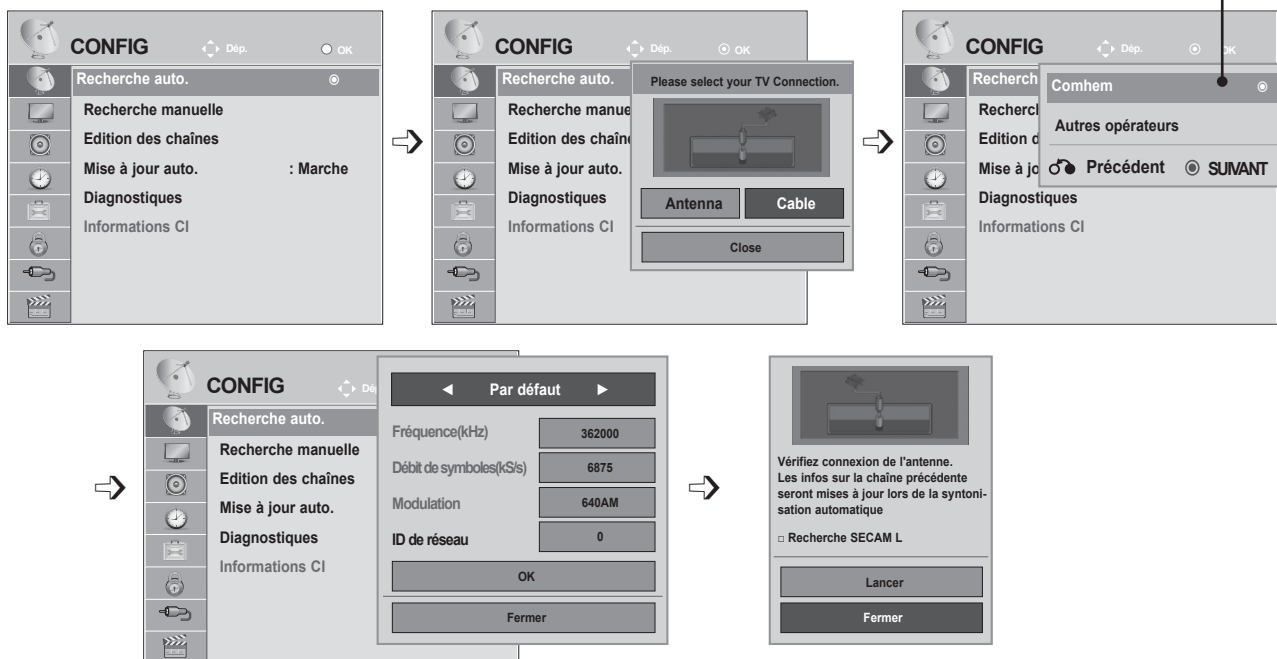 CONFIG
Dép.
OK
Recherche auto.
Recherche manuelle
Edition des chaînes
Mise à jour auto. : Marche
Diagnostiques
Informations CI
CONFIG
Dép.
OK
Recherche auto.
Recherche manue
Edition des chaîne
Mise à jour auto.
Diagnostiques
Informations CI
Please select your TV Connection.
Antenna
Cable
Close
CONFIG
Dép.
OK
Recherch
Recherch
Edition d
Mise à jo
Diagnostiques
Informations CI
Comhem
Autres opérateurs
Précédent
SUIVANT
CONFIG
Dép
Recherche auto.
Recherche manuelle
Edition des chaînes
Mise à jour auto.
Diagnostiques
Informations CI
◄ Par défaut ►
Fréquence(kHz) 362000
Débit de symboles(kS/s) 6875
Modulation 640AM
ID de réseau 0
OK
Fermer
Vérifiez connexion de l'antenne.
Les infos sur la chaîne précédente
seront mises à jour lors de la syntoni-
sation automatique
□ Recherche SECAM L
Lancer
Fermer